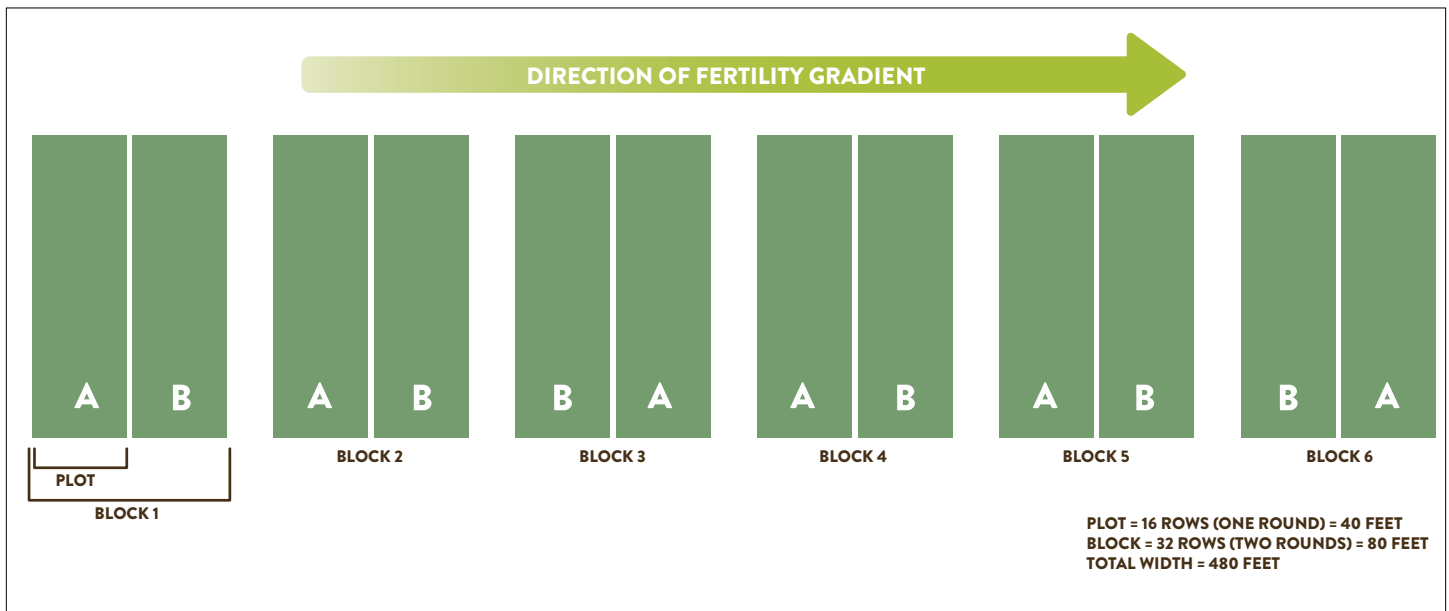 DIRECTION OF FERTILITY GRADIENT
A B A B B A A B A B B A
BLOCK 2 BLOCK 3 BLOCK 4 BLOCK 5 BLOCK 6
PLOT
BLOCK 1
PLOT = 16 ROWS (ONE ROUND) = 40 FEET
BLOCK = 32 ROWS (TWO ROUNDS) = 80 FEET
TOTAL WIDTH = 480 FEET